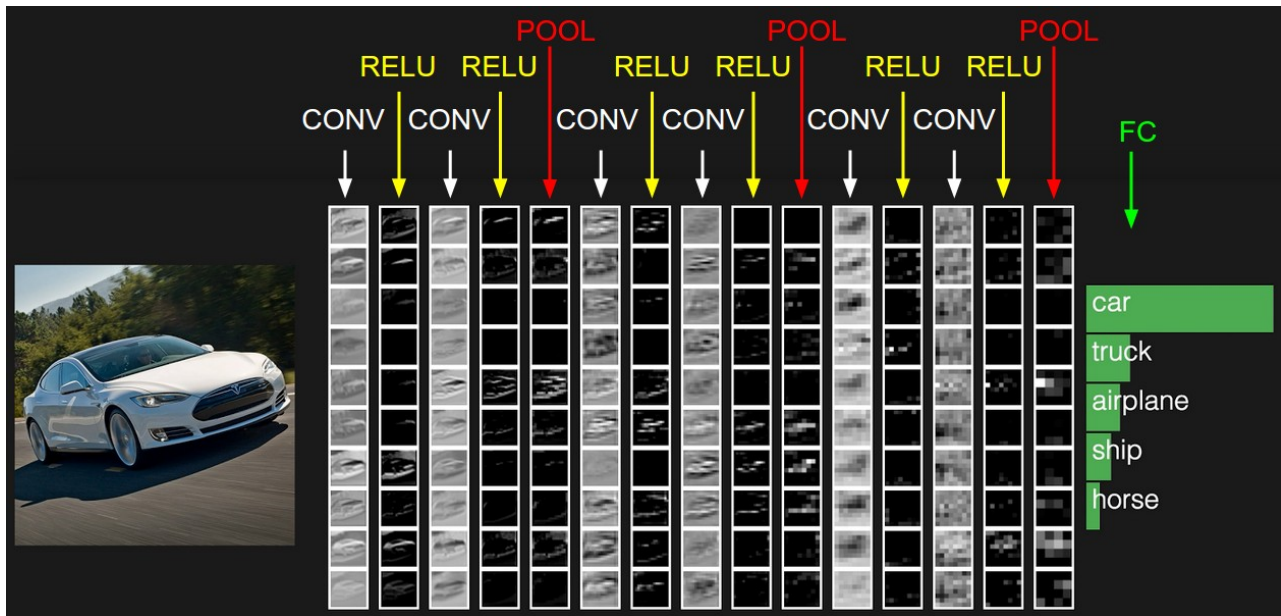 POOL POOL POOL
RELU RELU RELU RELU RELU RELU
CONV CONV CONV CONV CONV CONV
FC
car
truck
airplane
ship
horse